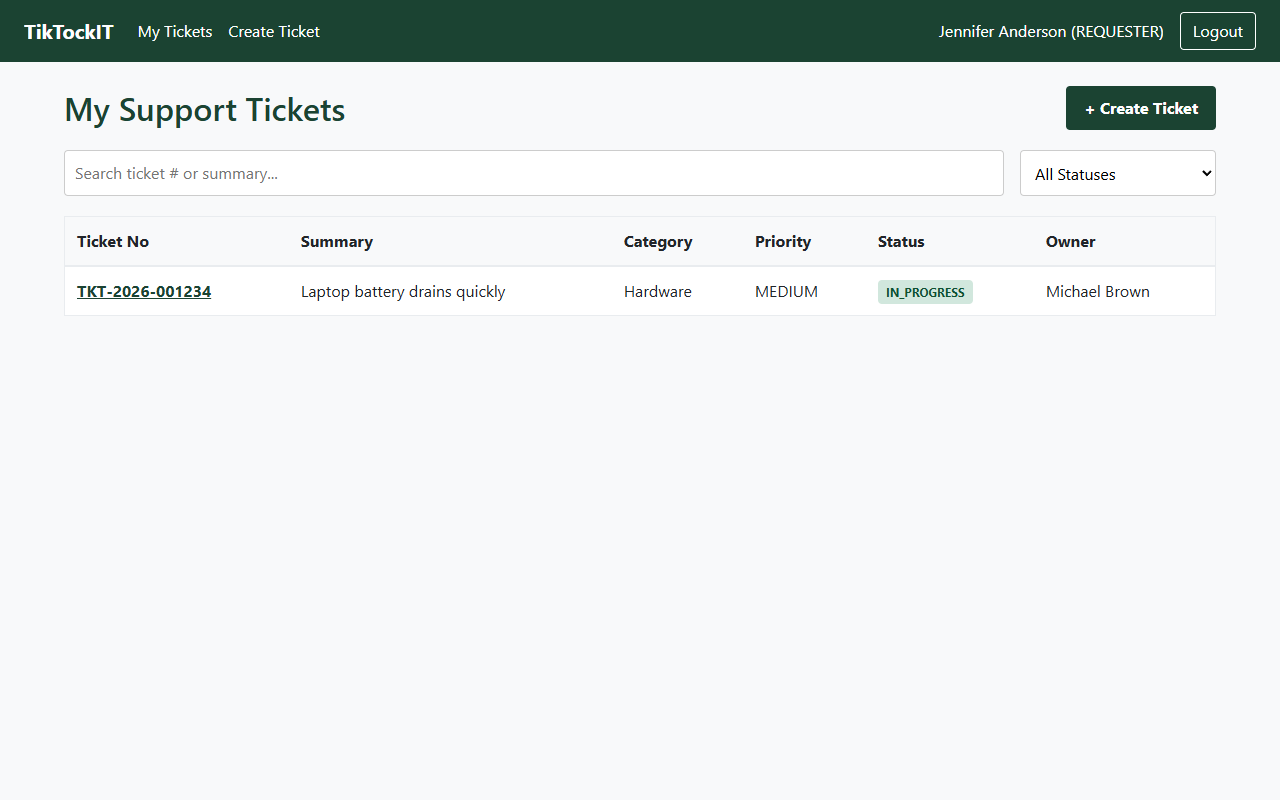 TikTockIT My Tickets Create Ticket Jennifer Anderson (REQUESTER) Logout
My Support Tickets + Create Ticket
Search ticket # or summary... All Statuses
Ticket No Summary Category Priority Status Owner
TKT-2026-001234 Laptop battery drains quickly Hardware MEDIUM IN_PROGRESS Michael Brown